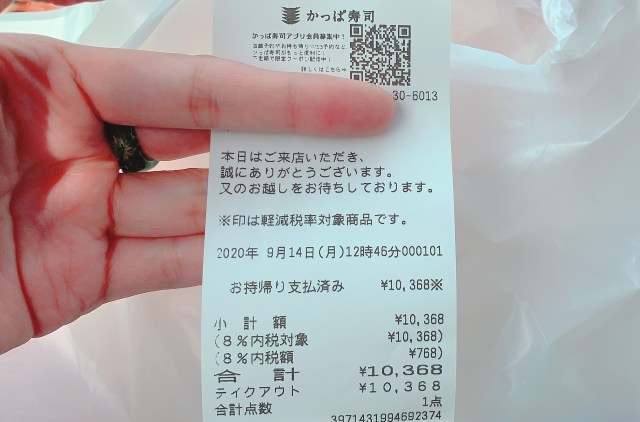 かっぱ寿司
かっぱ寿司アプリ会員募集中!
詳しくはこちら⇒
30-6013
本日はご来店いただき、
誠にありがとうございます。
又のお越しをお待ちしております。
※印は軽減税率対象商品です。
2020年 9月14日(月)12時46分000101
お持帰り支払済み ¥10,368※
小 計 額 ¥10,368
(8%内税対象 ¥10,368)
(8%内税額 ¥768)
合 計 ¥10,368
テイクアウト ¥10,368
合計点数 1点
3971431994692374